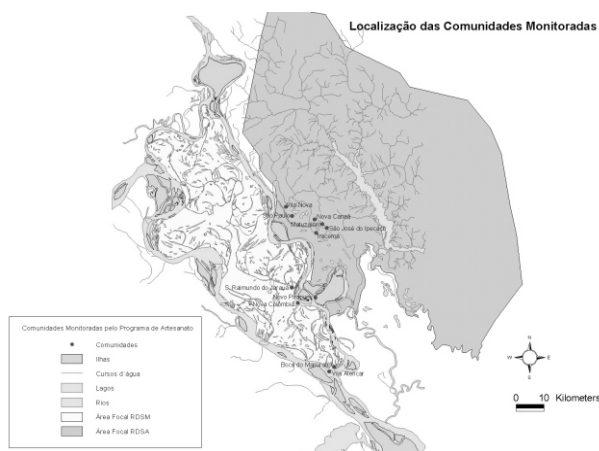 Localização das Comunidades Monitoradas
Vila Nova
São Paulo
Nova Canaã
Matuzalém
São José do Ipecaçú
Iracema
S. Raimundo do Jarauá
Novo Pirapucu
Nova Colômbia
Boca do Mamirauá
Vila Alencar
Comunidades Monitoradas pelo Programa de Artesanato
Comunidades
Ilhas
Cursos d'água
Lagos
Rios
Área Focal RDSM
Área Focal RDSA
N
W E
S
0 10 Kilometers